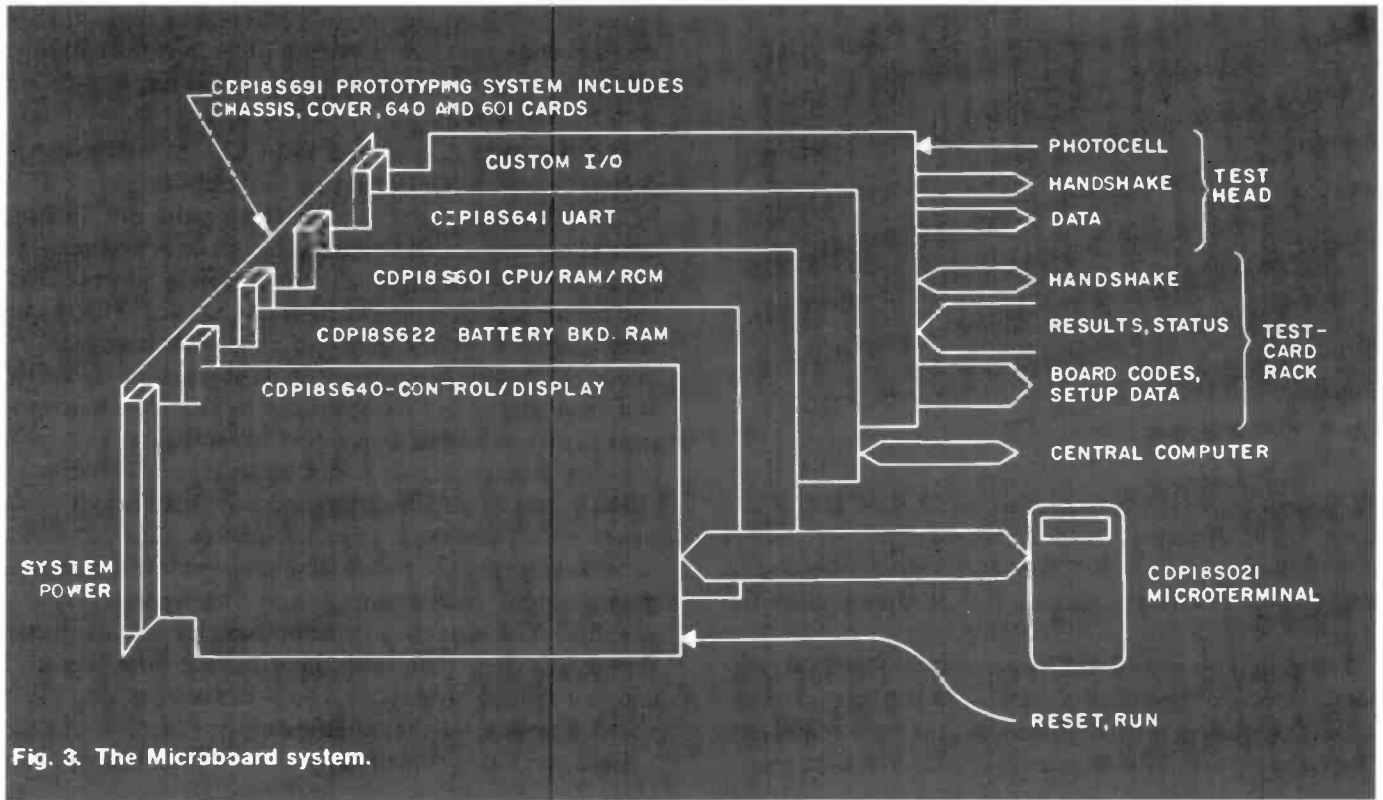 CDP18S691 PROTOTYPING SYSTEM INCLUDES
CHASSIS, COVER, 640 AND 601 CARDS
CUSTOM I/O
CDP18S641 UART
CDP18S601 CPU/RAM/ROM
CDP18S622 BATTERY BKD. RAM
CDP18S640-CONTROL/DISPLAY
SYSTEM
POWER
PHOTOCELL
HANDSHAKE
DATA
TEST
HEAD
HANDSHAKE
RESULTS, STATUS
BOARD CODES,
SETUP DATA
TEST-
CARD
RACK
CENTRAL COMPUTER
CDP18S021
MICROTERMINAL
RESET, RUN
Fig. 3. The Microboard system.